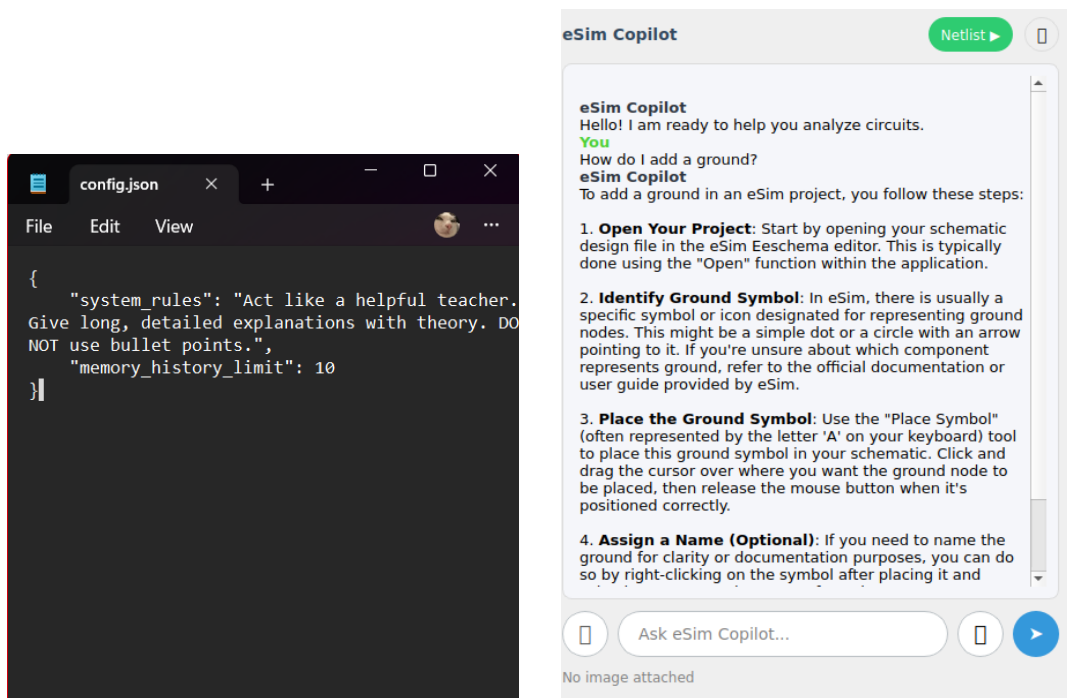 config.json
File Edit View
{
"system_rules": "Act like a helpful teacher.
Give long, detailed explanations with theory. DO
NOT use bullet points.",
"memory_history_limit": 10
}
eSim Copilot
Netlist ▶
eSim Copilot
Hello! I am ready to help you analyze circuits.
You
How do I add a ground?
eSim Copilot
To add a ground in an eSim project, you follow these steps:
1. Open Your Project: Start by opening your schematic
design file in the eSim Eeschema editor. This is typically
done using the "Open" function within the application.
2. Identify Ground Symbol: In eSim, there is usually a
specific symbol or icon designated for representing ground
nodes. This might be a simple dot or a circle with an arrow
pointing to it. If you're unsure about which component
represents ground, refer to the official documentation or
user guide provided by eSim.
3. Place the Ground Symbol: Use the "Place Symbol"
(often represented by the letter 'A' on your keyboard) tool
to place this ground symbol in your schematic. Click and
drag the cursor over where you want the ground node to
be placed, then release the mouse button when it's
positioned correctly.
4. Assign a Name (Optional): If you need to name the
ground for clarity or documentation purposes, you can do
so by right-clicking on the symbol after placing it and
Ask eSim Copilot...
No image attached